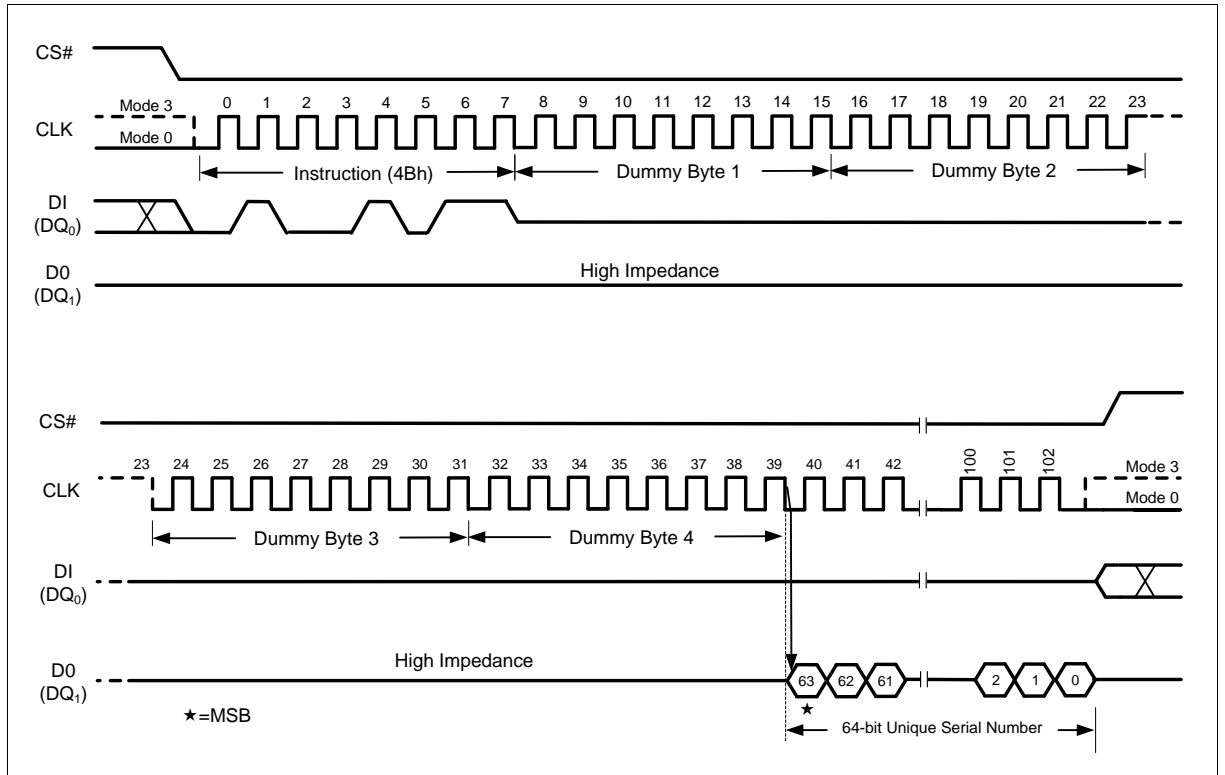 CS#
Mode 3
0 1 2 3 4 5 6 7 8 9 10 11 12 13 14 15 16 17 18 19 20 21 22 23
CLK
Mode 0
Instruction (4Bh) Dummy Byte 1 Dummy Byte 2
DI
(DQ0)
High Impedance
D0
(DQ1)
CS#
23 24 25 26 27 28 29 30 31 32 33 34 35 36 37 38 39 40 41 42 100 101 102
Mode 3
CLK
Mode 0
Dummy Byte 3 Dummy Byte 4
DI
(DQ0)
High Impedance
D0
(DQ1)
63 62 61 2 1 0
★
★=MSB
64-bit Unique Serial Number